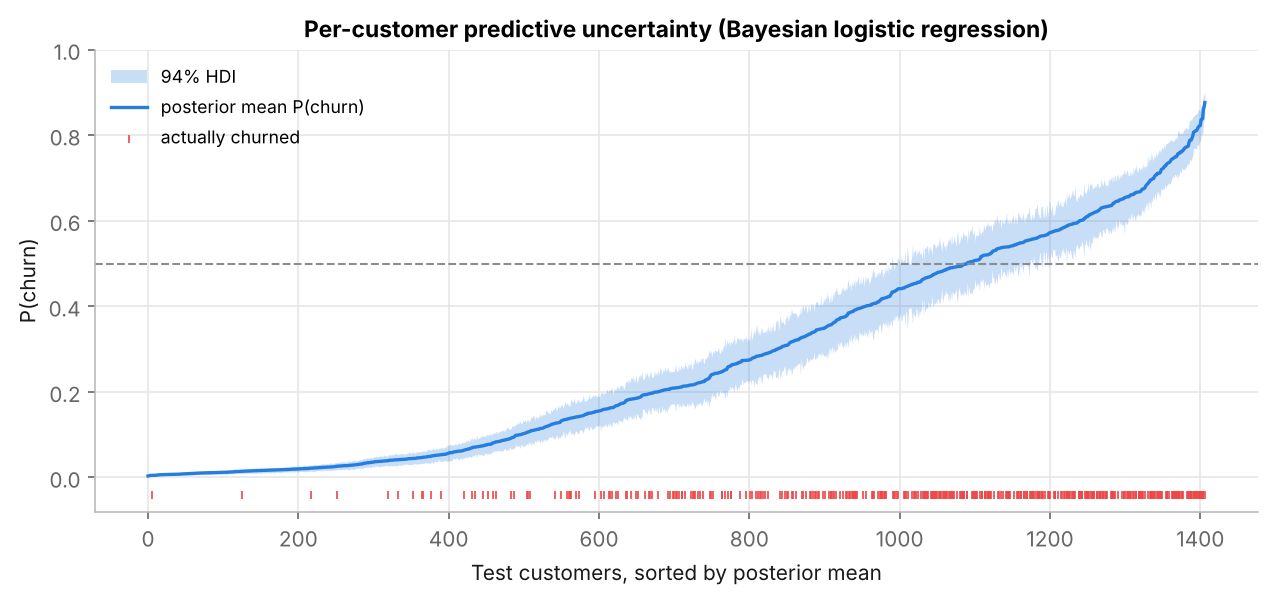 Per-customer predictive uncertainty (Bayesian logistic regression)
94% HDI
posterior mean P(churn)
actually churned
P(churn)
1.0
0.8
0.6
0.4
0.2
0.0
0 200 400 600 800 1000 1200 1400
Test customers, sorted by posterior mean